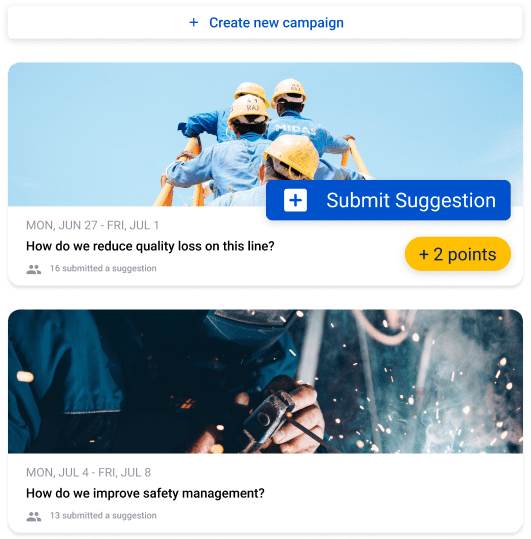 + Create new campaign
MIDAS
Submit Suggestion
MON, JUN 27 - FRI, JUL 1
How do we reduce quality loss on this line?
+ 2 points
16 submitted a suggestion
MON, JUL 4 - FRI, JUL 8
How do we improve safety management?
13 submitted a suggestion